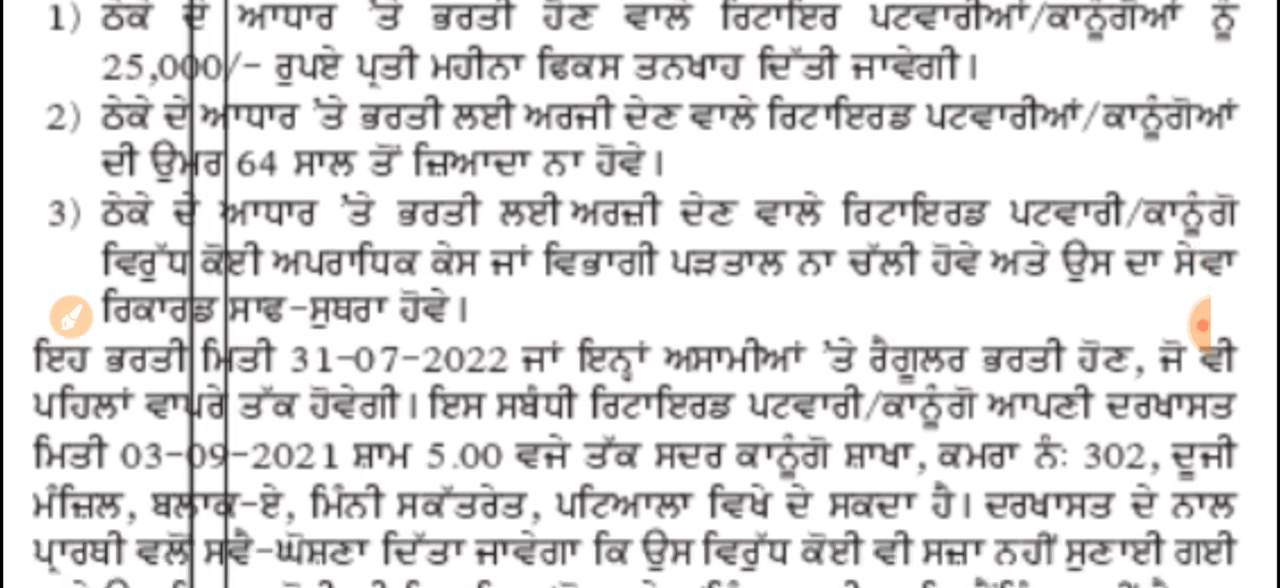 1) ਠੇਕੇ ਦੇ ਆਧਾਰ 'ਤੇ ਭਰਤੀ ਹੋਣ ਵਾਲੇ ਰਿਟਾਇਰ ਪਟਵਾਰੀਆਂ/ਕਾਨੂੰਗੋਆਂ ਨੂੰ
25,000/- ਰੁਪਏ ਪ੍ਰਤੀ ਮਹੀਨਾ ਫਿਕਸ ਤਨਖਾਹ ਦਿੱਤੀ ਜਾਵੇਗੀ।
2) ਠੇਕੇ ਦੇ ਆਧਾਰ 'ਤੇ ਭਰਤੀ ਲਈ ਅਰਜੀ ਦੇਣ ਵਾਲੇ ਰਿਟਾਇਰਡ ਪਟਵਾਰੀਆਂ/ਕਾਨੂੰਗੋਆਂ
ਦੀ ਉਮਰ 64 ਸਾਲ ਤੋਂ ਜ਼ਿਆਦਾ ਨਾ ਹੋਵੇ।
3) ਠੇਕੇ ਦੇ ਆਧਾਰ 'ਤੇ ਭਰਤੀ ਲਈ ਅਰਜ਼ੀ ਦੇਣ ਵਾਲੇ ਰਿਟਾਇਰਡ ਪਟਵਾਰੀ/ਕਾਨੂੰਗੋ
ਵਿਰੁੱਧ ਕੋਈ ਅਪਰਾਧਿਕ ਕੇਸ ਜਾਂ ਵਿਭਾਗੀ ਪੜਤਾਲ ਨਾ ਚੱਲੀ ਹੋਵੇ ਅਤੇ ਉਸ ਦਾ ਸੇਵਾ
ਰਿਕਾਰਡ ਸਾਫ-ਸੁਥਰਾ ਹੋਵੇ।
ਇਹ ਭਰਤੀ ਮਿਤੀ 31-07-2022 ਜਾਂ ਇਨ੍ਹਾਂ ਅਸਾਮੀਆਂ 'ਤੇ ਰੈਗੂਲਰ ਭਰਤੀ ਹੋਣ, ਜੋ ਵੀ
ਪਹਿਲਾਂ ਵਾਪਰੇ ਤੱਕ ਹੋਵੇਗੀ। ਇਸ ਸਬੰਧੀ ਰਿਟਾਇਰਡ ਪਟਵਾਰੀ/ਕਾਨੂੰਗੋ ਆਪਣੀ ਦਰਖਾਸਤ
ਮਿਤੀ 03-09-2021 ਸ਼ਾਮ 5.00 ਵਜੇ ਤੱਕ ਸਦਰ ਕਾਨੂੰਗੋ ਸ਼ਾਖਾ, ਕਮਰਾ ਨੰ: 302, ਦੂਜੀ
ਮੰਜ਼ਿਲ, ਬਲਾਕ-ਏ, ਮਿੰਨੀ ਸਕੱਤਰੇਤ, ਪਟਿਆਲਾ ਵਿਖੇ ਦੇ ਸਕਦਾ ਹੈ। ਦਰਖਾਸਤ ਦੇ ਨਾਲ
ਪ੍ਰਾਰਥੀ ਵਲੋਂ ਸਵੈ-ਘੋਸ਼ਣਾ ਦਿੱਤਾ ਜਾਵੇਗਾ ਕਿ ਉਸ ਵਿਰੁੱਧ ਕੋਈ ਵੀ ਸਜ਼ਾ ਨਹੀਂ ਸੁਣਾਈ ਗਈ